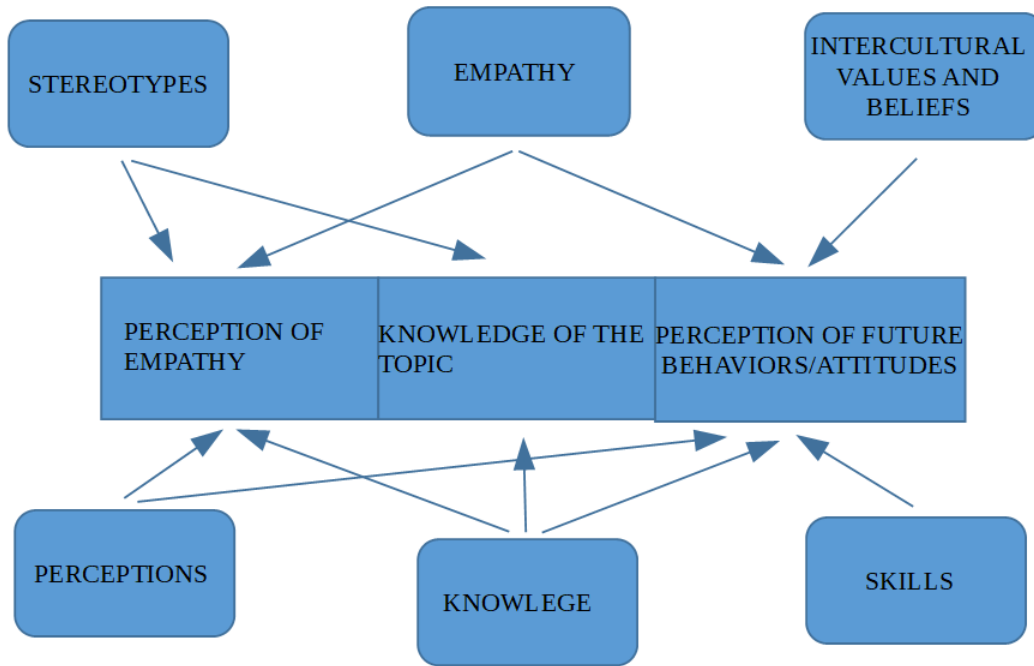 STEREOTYPES
EMPATHY
INTERCULTURAL
VALUES AND
BELIEFS
PERCEPTION OF
EMPATHY
KNOWLEDGE OF THE
TOPIC
PERCEPTION OF FUTURE
BEHAVIORS/ATTITUDES
PERCEPTIONS
KNOWLEGE
SKILLS